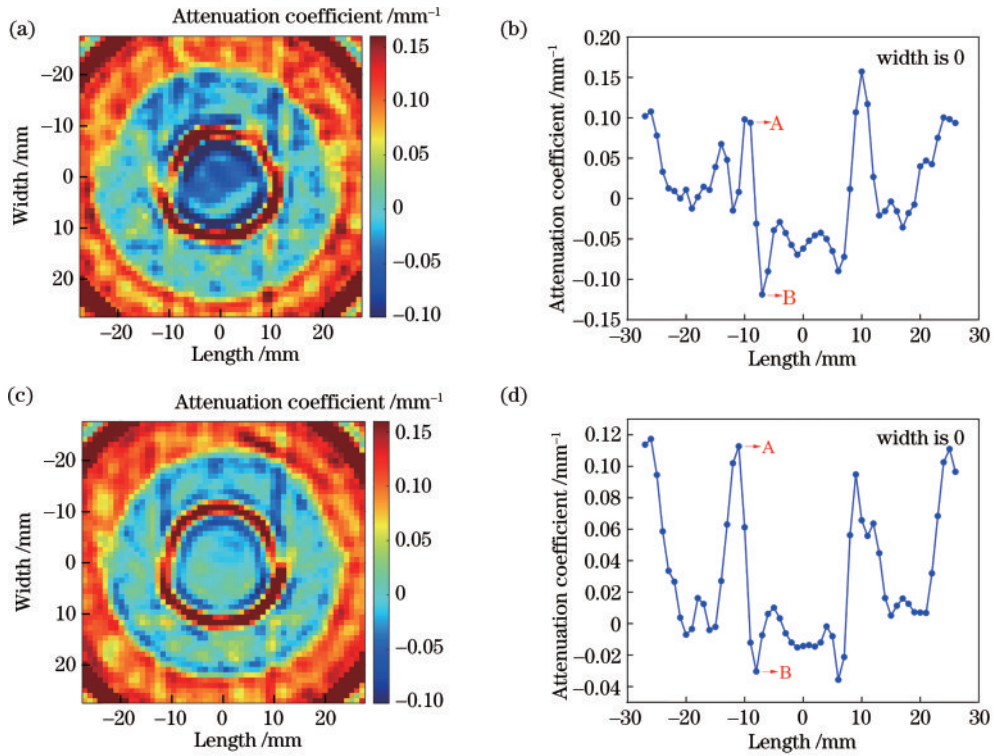 (a)
Attenuation coefficient /mm⁻¹
Width /mm
−20
−10
0
10
20
−20 −10 0 10 20
Length /mm
0.15
0.10
0.05
0
−0.05
−0.10
(b)
Attenuation coefficient /mm⁻¹
0.20
0.15
0.10
0.05
0
−0.05
−0.10
−0.15
width is 0
A
B
−30 −20 −10 0 10 20 30
Length /mm
(c)
Attenuation coefficient /mm⁻¹
Width /mm
−20
−10
0
10
20
−20 −10 0 10 20
Length /mm
0.15
0.10
0.05
0
−0.05
−0.10
(d)
Attenuation coefficient /mm⁻¹
0.12
0.10
0.08
0.06
0.04
0.02
0
−0.02
−0.04
width is 0
A
B
−30 −20 −10 0 10 20 30
Length /mm